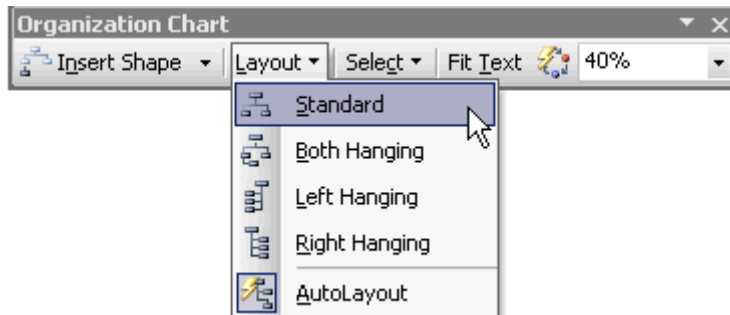 Organization Chart
Insert Shape Layout Select Fit Text 40%
Standard
Both Hanging
Left Hanging
Right Hanging
AutoLayout